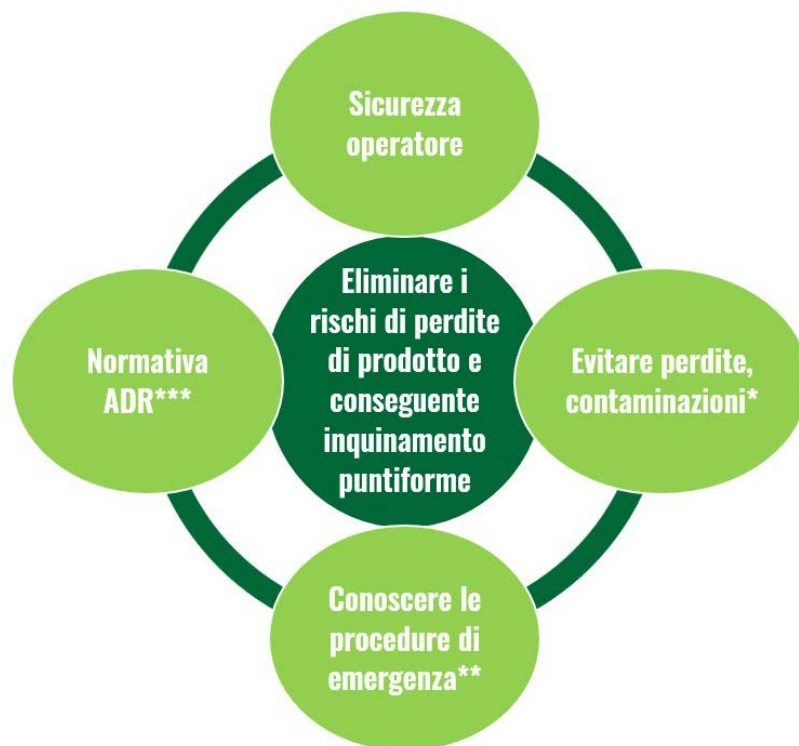 Sicurezza
operatore
Eliminare i
rischi di perdite
di prodotto e
conseguente
inquinamento
puntiforme
Normativa
ADR***
Evitare perdite,
contaminazioni*
Conoscere le
procedure di
emergenza**